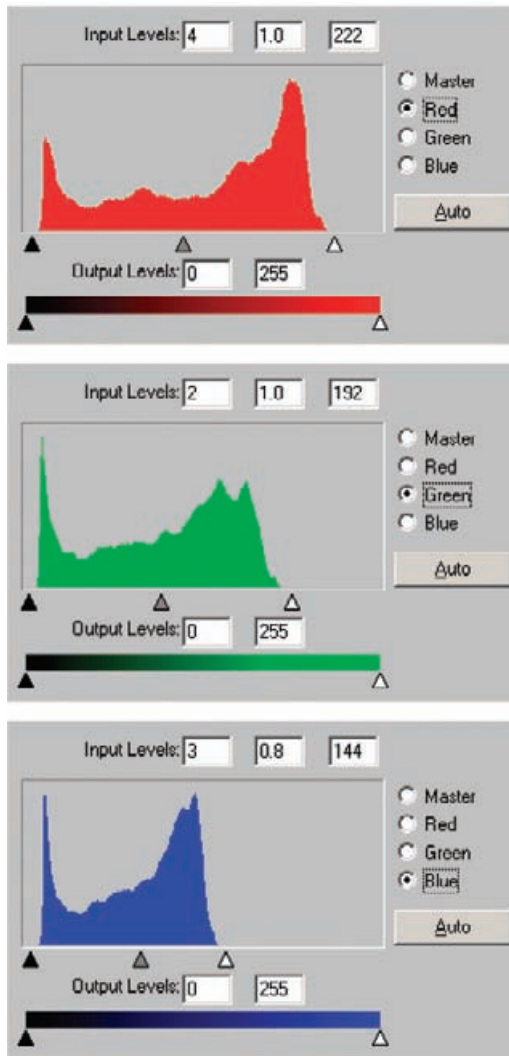 Input Levels: 4 1.0 222
Master
Red
Green
Blue
Auto
Output Levels: 0 255
Input Levels: 2 1.0 192
Master
Red
Green
Blue
Auto
Output Levels: 0 255
Input Levels: 3 0.8 144
Master
Red
Green
Blue
Auto
Output Levels: 0 255